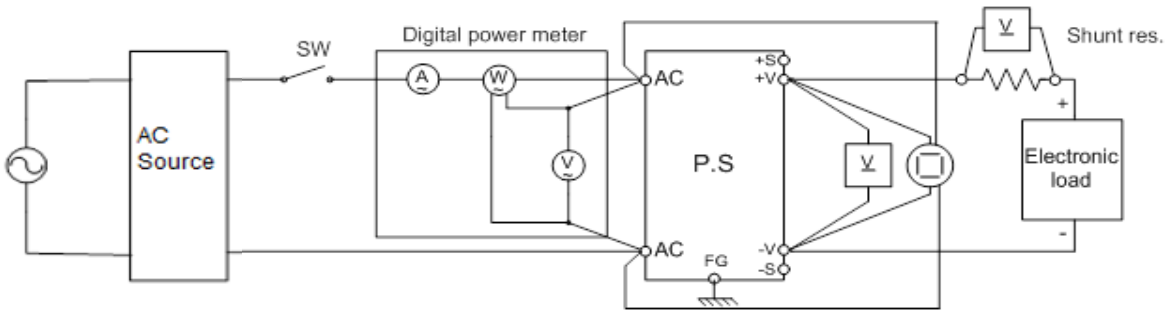 Digital power meter
SW
A
~
W
~
V
~
AC
Source
AC
AC
P.S
FG
+S
+V
-V
-S
V
V
Shunt res.
+
Electronic
load
-